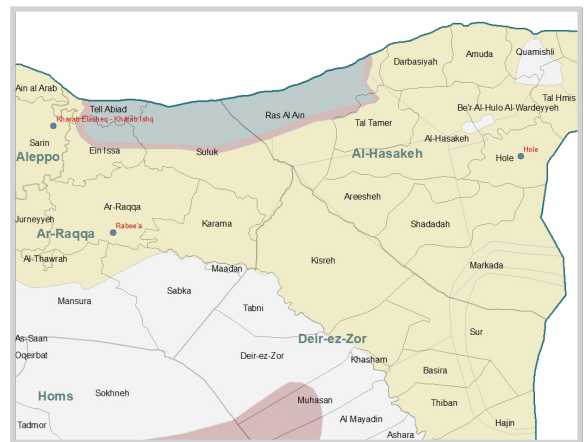 Darbasiyah
Amuda
Quamishli
Ain al Arab
Tell Abiad
Kharab Elasheq - Kharab Ishq
Ras Al Ain
Tal Tamer
Be'r Al-Hulo Al-Wardeyyeh
Tal Hmis
Sarin
Aleppo
Ein Issa
Suluk
Al-Hasakeh
Al-Hasakeh
Hole
Hole
Areesheh
Jurneyyeh
Ar-Raqqa
Ar-Raqqa
Rabee'a
Karama
Shadadah
Al-Thawrah
Maadan
Kisreh
Markada
Mansura
Sabka
Tabni
As-Saan
Oqeirbat
Deir-ez-Zor
Deir-ez-Zor
Khasham
Sur
Basira
Homs
Sokhneh
Muhasan
Thiban
Tadmor
Al Mayadin
Ashara
Hajin